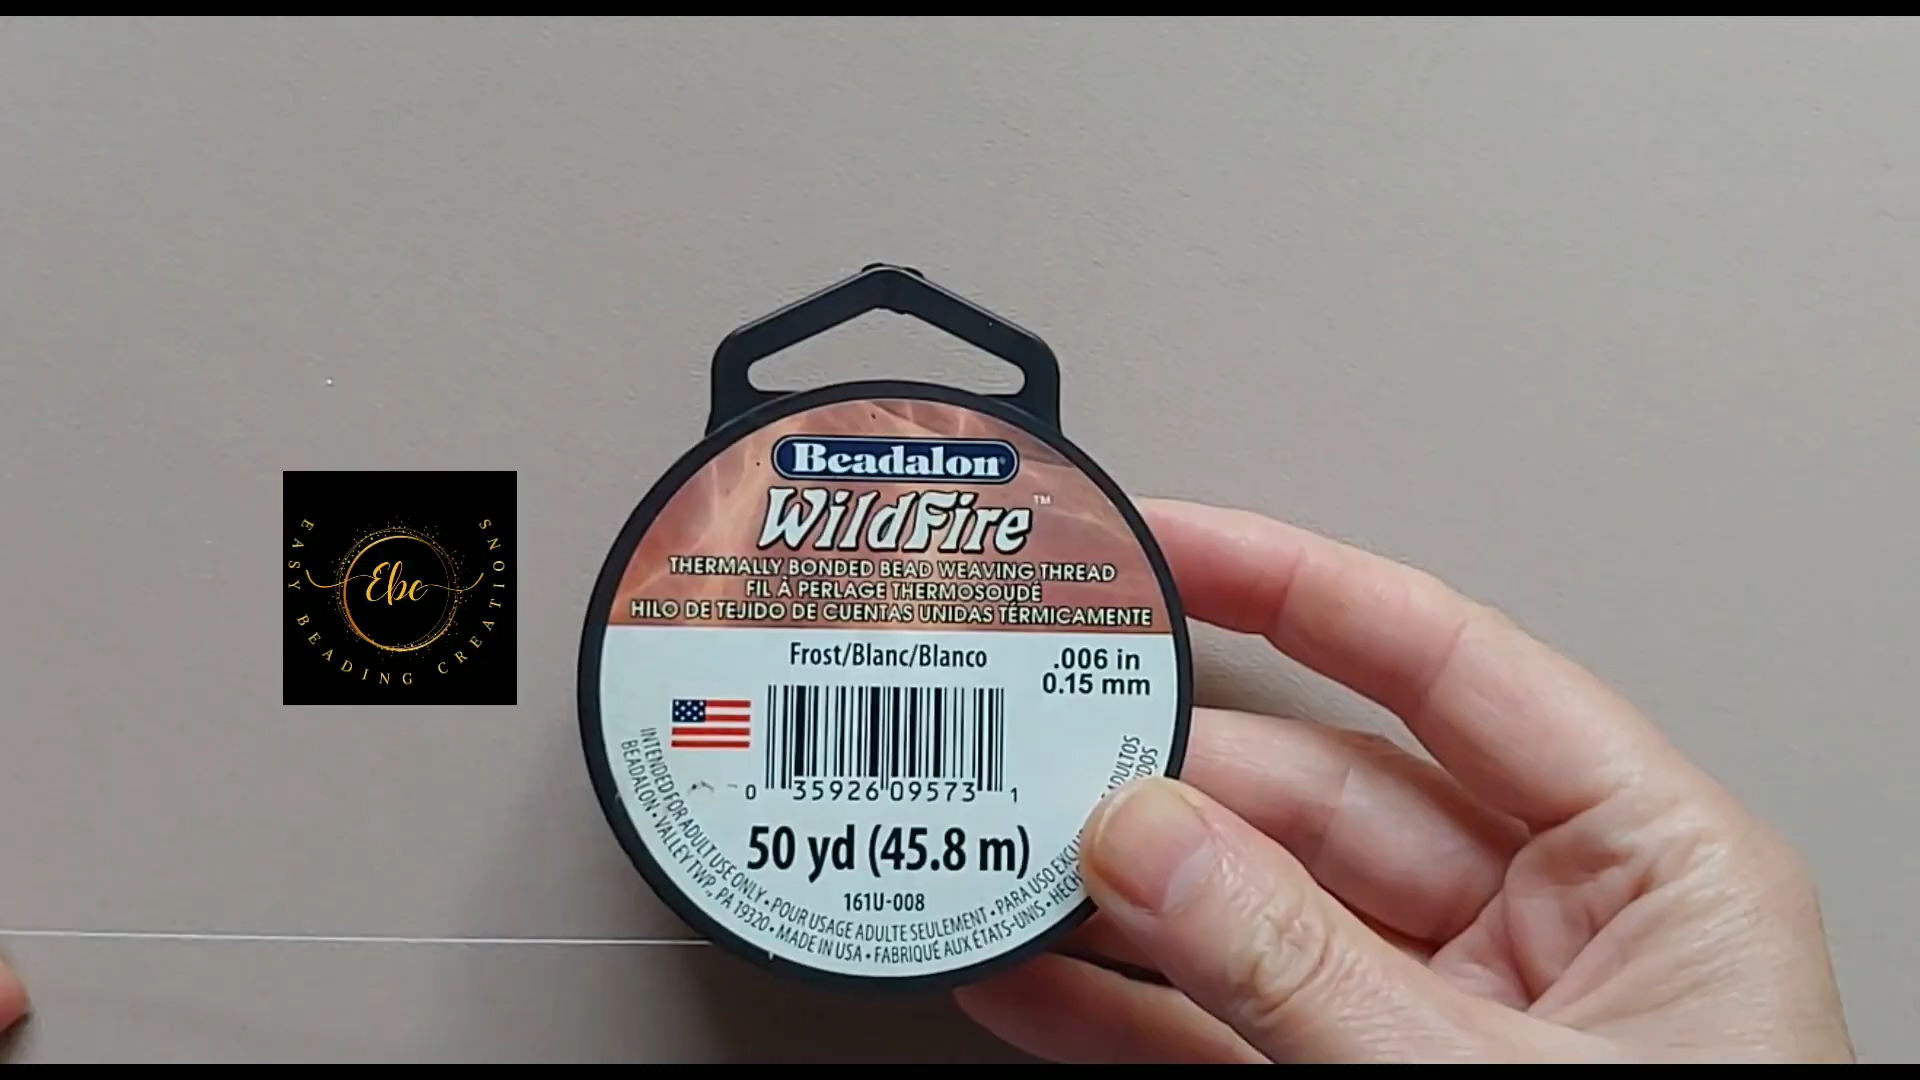 Beadalon
WildFire™
THERMALLY BONDED BEAD WEAVING THREAD
FIL À PERLAGE THERMOSOUDÉ
HILO DE TEJIDO DE CUENTAS UNIDAS TÉRMICAMENTE
Frost/Blanc/Blanco
.006 in
0.15 mm
0 35926 09573 1
50 yd (45.8 m)
161U-008
INTENDED FOR ADULT USE ONLY • POUR USAGE ADULTE SEULEMENT • PARA USO ADULTOS
BEADALON • VALLEY TWP., PA 19320 • MADE IN USA • FABRIQUÉ AUX ÉTATS-UNIS •
Ebc
EASY BEADING CREATIONS